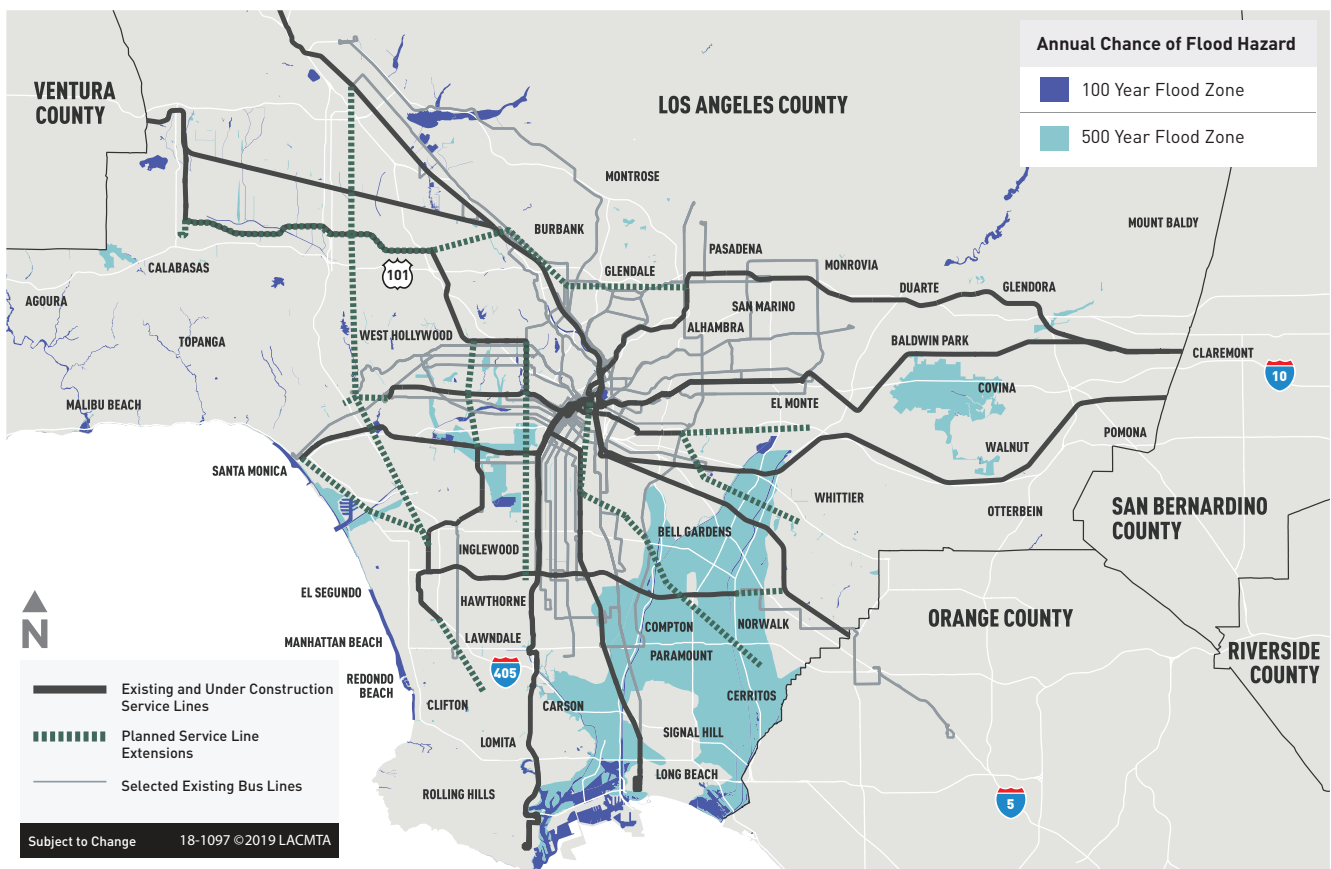 Annual Chance of Flood Hazard
100 Year Flood Zone
500 Year Flood Zone
VENTURA
COUNTY
LOS ANGELES COUNTY
MONTROSE
MOUNT BALDY
BURBANK
PASADENA
GLENDALE
MONROVIA
CALABASAS
101
DUARTE
GLENDORA
AGOURA
SAN MARINO
WEST HOLLYWOOD
ALHAMBRA
TOPANGA
BALDWIN PARK
CLAREMONT
10
COVINA
MALIBU BEACH
EL MONTE
POMONA
WALNUT
SANTA MONICA
WHITTIER
OTTERBEIN
SAN BERNARDINO
COUNTY
BELL GARDENS
INGLEWOOD
EL SEGUNDO
HAWTHORNE
ORANGE COUNTY
N
COMPTON
NORWALK
LAWNDALE
MANHATTAN BEACH
PARAMOUNT
RIVERSIDE
COUNTY
405
REDONDO
BEACH
CERRITOS
CLIFTON
CARSON
SIGNAL HILL
LOMITA
LONG BEACH
ROLLING HILLS
5
Existing and Under Construction
Service Lines
Planned Service Line
Extensions
Selected Existing Bus Lines
Subject to Change 18-1097 ©2019 LACMTA